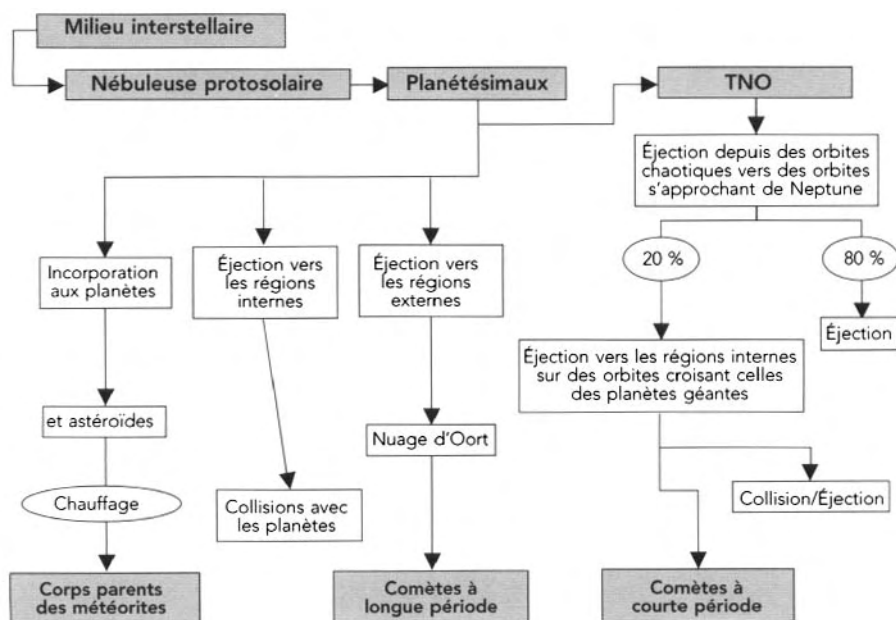 Milieu interstellaire
Nébuleuse protosolaire
Planétésimaux
TNO
Éjection depuis des orbites
chaotiques vers des orbites
s'approchant de Neptune
20 %
80 %
Incorporation
aux planètes
Éjection vers
les régions
internes
Éjection vers
les régions
externes
Éjection
Éjection vers les régions internes
sur des orbites croisant celles
des planètes géantes
et astéroïdes
Nuage d'Oort
Chauffage
Collisions avec
les planètes
Collision/Éjection
Corps parents
des météorites
Comètes à
longue période
Comètes à
courte période